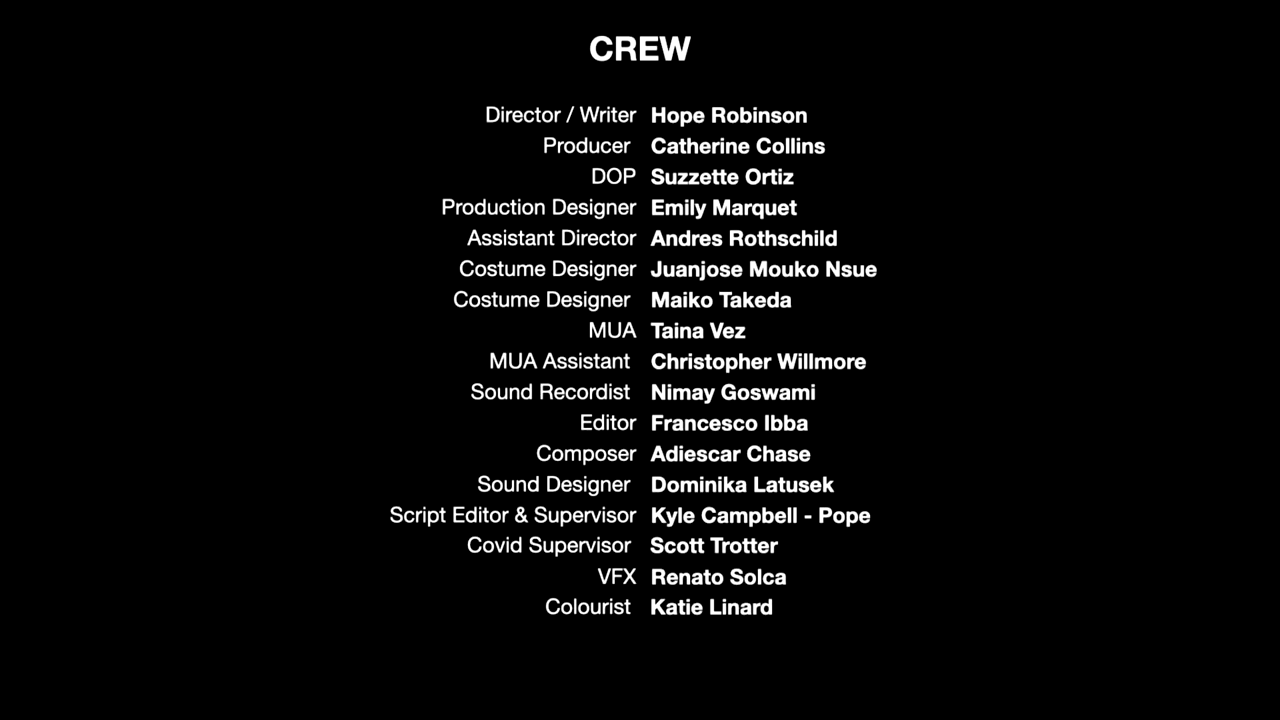 CREW
Director / Writer Hope Robinson
Producer Catherine Collins
DOP Suzzette Ortiz
Production Designer Emily Marquet
Assistant Director Andres Rothschild
Costume Designer Juanjose Mouko Nsue
Costume Designer Maiko Takeda
MUA Taina Vez
MUA Assistant Christopher Willmore
Sound Recordist Nimay Goswami
Editor Francesco Ibba
Composer Adiescar Chase
Sound Designer Dominika Latusek
Script Editor & Supervisor Kyle Campbell - Pope
Covid Supervisor Scott Trotter
VFX Renato Solca
Colourist Katie Linard